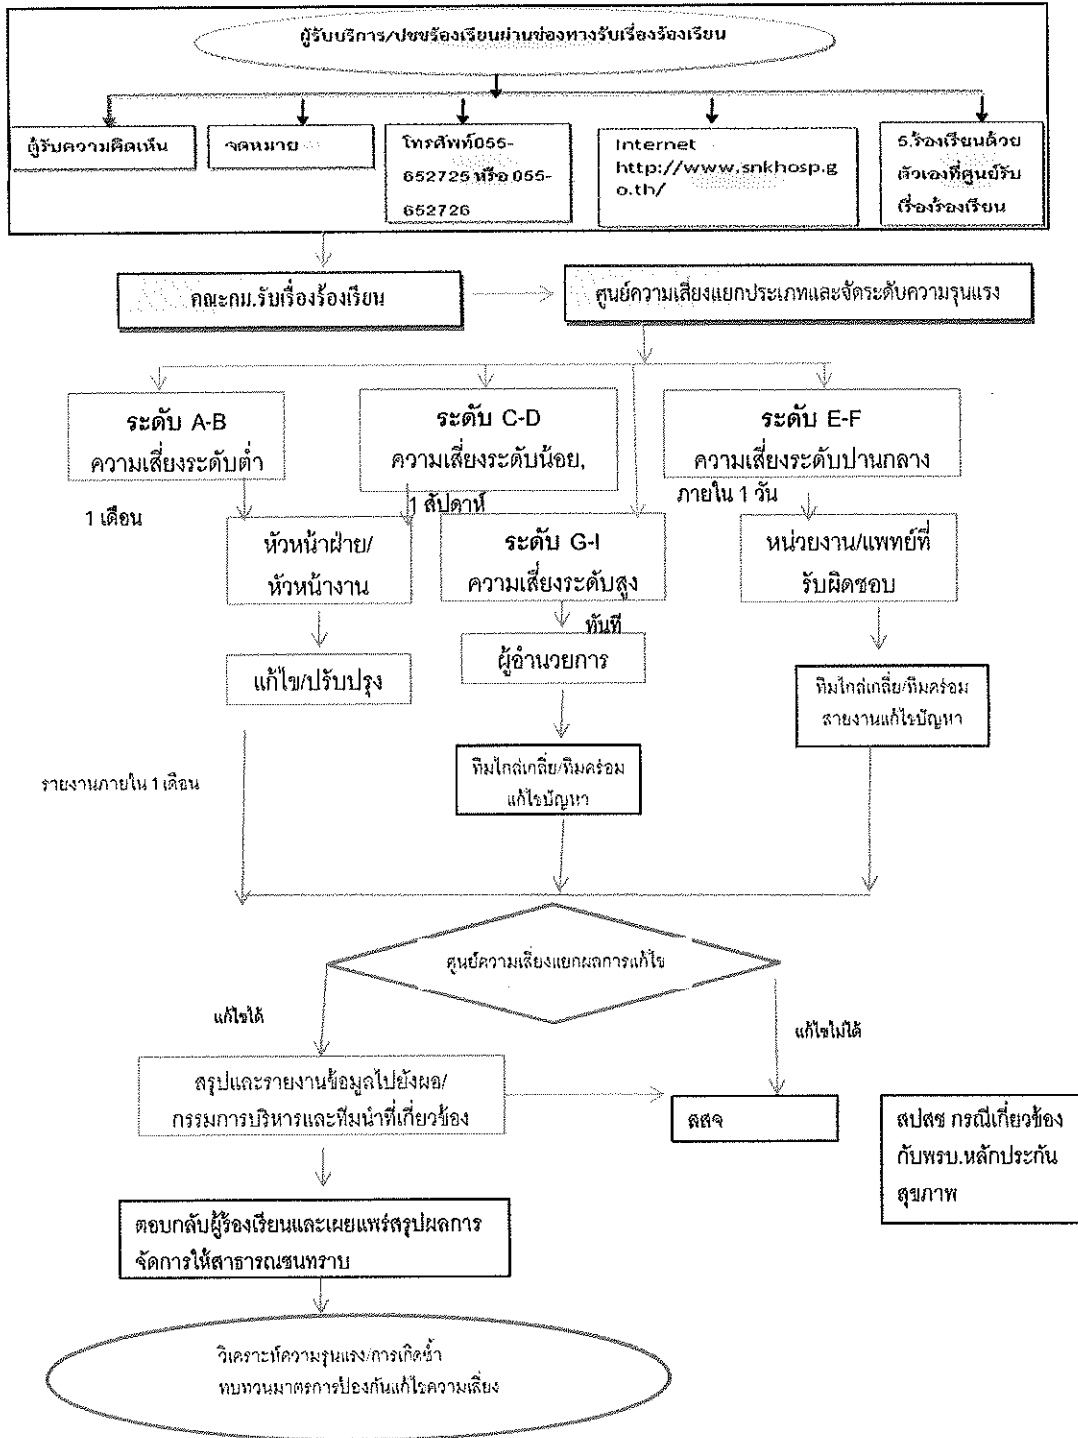 ผู้รับบริการ/ปชชร้องเรียนผ่านช่องทางรับเรื่องร้องเรียน
ตู้รับความคิดเห็น
จดหมาย
โทรศัพท์055-
652725 หรือ 055-
652726
Internet
http://www.snkhosp.g
o.th/
5.ร้องเรียนด้วย
ตัวเองที่ศูนย์รับ
เรื่องร้องเรียน
คณะกม.รับเรื่องร้องเรียน
ศูนย์ความเสี่ยงแยกประเภทและจัดระดับความรุนแรง
ระดับ A-B
ความเสี่ยงระดับต่ำ
ระดับ C-D
ความเสี่ยงระดับน้อย,
ระดับ E-F
ความเสี่ยงระดับปานกลาง
1 เดือน
1 สัปดาห์
ภายใน 1 วัน
หัวหน้าฝ่าย/
หัวหน้างาน
ระดับ G-I
ความเสี่ยงระดับสูง
หน่วยงาน/แพทย์ที่
รับผิดชอบ
ทันที
แก้ไข/ปรับปรุง
ผู้อำนวยการ
ทีมไกล่เกลี่ย/ทีมคร่อม
สายงานแก้ไขปัญหา
รายงานภายใน 1 เดือน
ทีมไกล่เกลี่ย/ทีมคร่อม
แก้ไขปัญหา
ศูนย์ความเสี่ยงแยกผลการแก้ไข
แก้ไขได้
แก้ไขไม่ได้
สรุปและรายงานข้อมูลไปยังผอ/
กรรมการบริหารและทีมนำที่เกี่ยวข้อง
สสจ
สปสช กรณีเกี่ยวข้อง
กับพรบ.หลักประกัน
สุขภาพ
ตอบกลับผู้ร้องเรียนและเผยแพร่สรุปผลการ
จัดการให้สาธารณชนทราบ
วิเคราะห์ความรุนแรง/การเกิดซ้ำ
ทบทวนมาตรการป้องกันแก้ไขความเสี่ยง